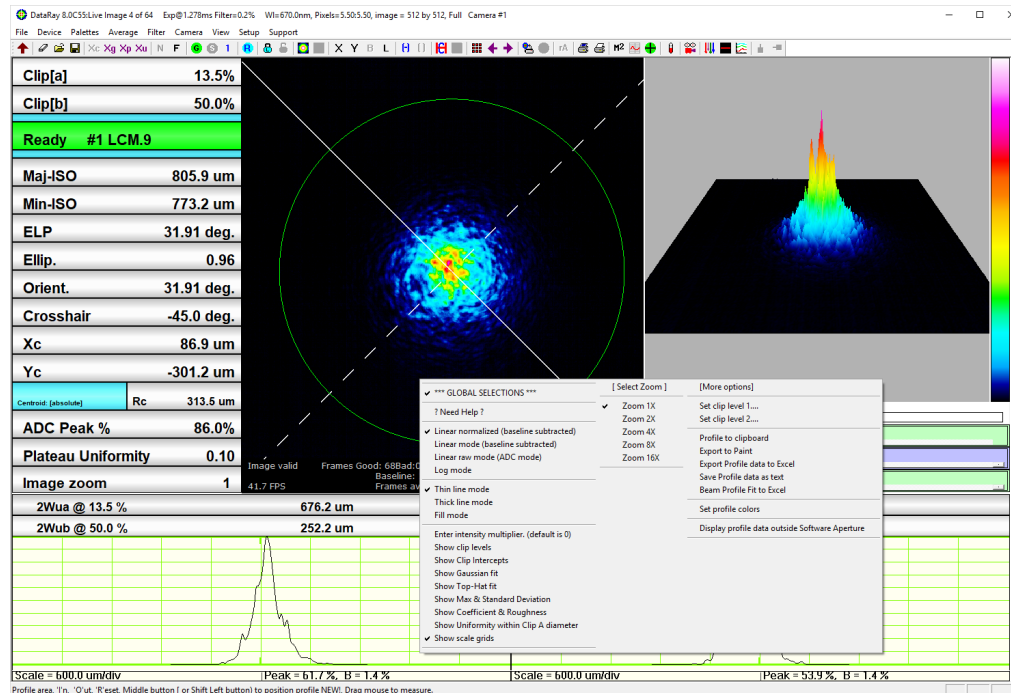 DataRay 8.0C55:Live Image 4 of 64 Exp@1.278ms Filter=0.2% Wl=670.0nm, Pixels=5.50:5.50, image = 512 by 512, Full Camera #1
File Device Palettes Average Filter Camera View Setup Support
Xc Xg Xp Xu N F G S 1 R X Y B L rA M²
Clip[a] 13.5%
Clip[b] 50.0%
Ready #1 LCM.9
Maj-ISO 805.9 um
Min-ISO 773.2 um
ELP 31.91 deg.
Ellip. 0.96
Orient. 31.91 deg.
Crosshair -45.0 deg.
Xc 86.9 um
Yc -301.2 um
Centroid: [absolute] Rc 313.5 um
ADC Peak % 86.0%
Plateau Uniformity 0.10
Image zoom 1
Image valid Frames Good: 68Bad:0
Baseline:
41.7 FPS Frames av
2Wua @ 13.5 % 676.2 um
2Wub @ 50.0 % 252.2 um
*** GLOBAL SELECTIONS ***
? Need Help ?
Linear normalized (baseline subtracted)
Linear mode (baseline subtracted)
Linear raw mode (ADC mode)
Log mode
Thin line mode
Thick line mode
Fill mode
Enter intensity multiplier. (default is 0)
Show clip levels
Show Clip Intercepts
Show Gaussian fit
Show Top-Hat fit
Show Max & Standard Deviation
Show Coefficient & Roughness
Show Uniformity within Clip A diameter
Show scale grids
[ Select Zoom ]
Zoom 1X
Zoom 2X
Zoom 4X
Zoom 8X
Zoom 16X
[More options]
Set clip level 1....
Set clip level 2....
Profile to clipboard
Export to Paint
Export Profile data to Excel
Save Profile data as text
Beam Profile Fit to Excel
Set profile colors
Display profile data outside Software Aperture
Scale = 600.0 um/div Peak = 61.7 %, B = 1.4 % Scale = 600.0 um/div Peak = 53.9 %, B = 1.4 %
Profile area. 'I'n, 'O'ut, 'R'eset. Middle button [ or Shift Left button) to position profile NEW!. Drag mouse to measure.